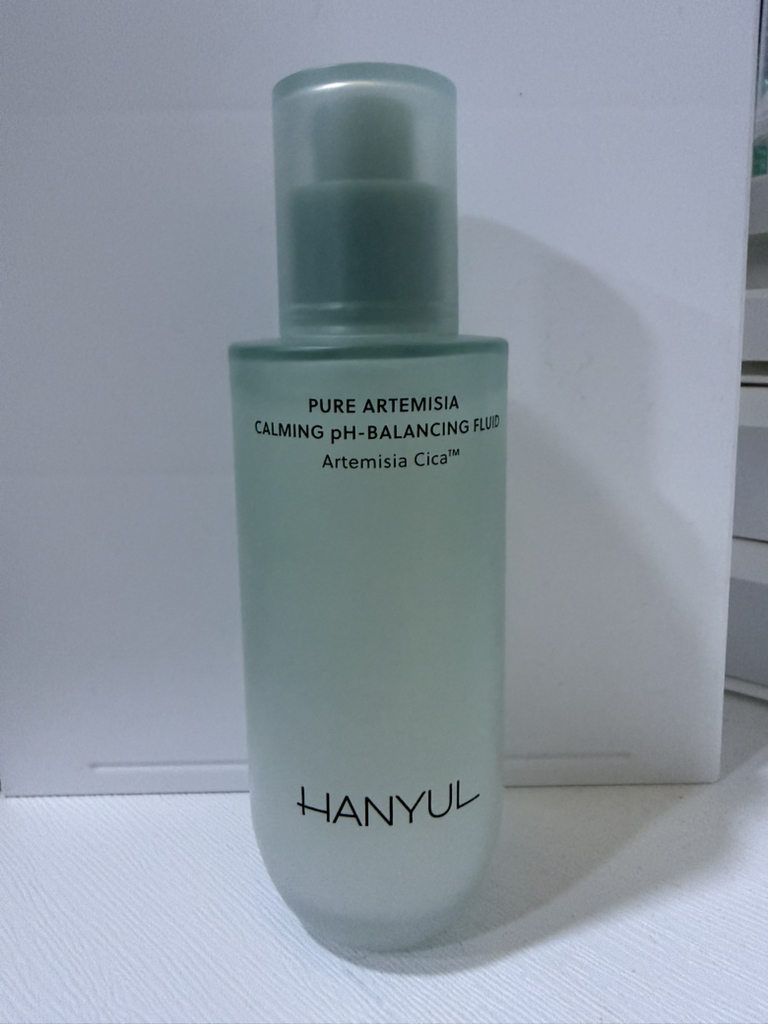 PURE ARTEMISIA
CALMING pH-BALANCING FLUID
Artemisia Cica™
HANYUL